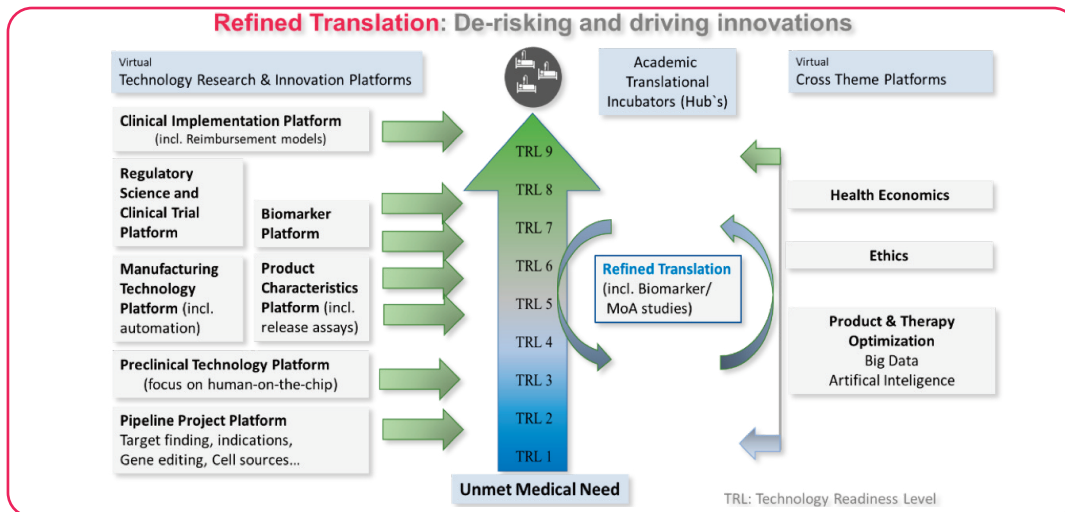 Refined Translation: De-risking and driving innovations
Virtual
Technology Research & Innovation Platforms
Clinical Implementation Platform
(incl. Reimbursement models)
Regulatory
Science and
Clinical Trial
Platform
Biomarker
Platform
Manufacturing
Technology
Platform (incl.
automation)
Product
Characteristics
Platform (incl.
release assays)
Preclinical Technology Platform
(focus on human-on-the-chip)
Pipeline Project Platform
Target finding, indications,
Gene editing, Cell sources...
TRL 9
TRL 8
TRL 7
TRL 6
TRL 5
TRL 4
TRL 3
TRL 2
TRL 1
Unmet Medical Need
Academic
Translational
Incubators (Hub`s)
Refined Translation
(incl. Biomarker/
MoA studies)
Virtual
Cross Theme Platforms
Health Economics
Ethics
Product & Therapy
Optimization
Big Data
Artifical Inteligence
TRL: Technology Readiness Level